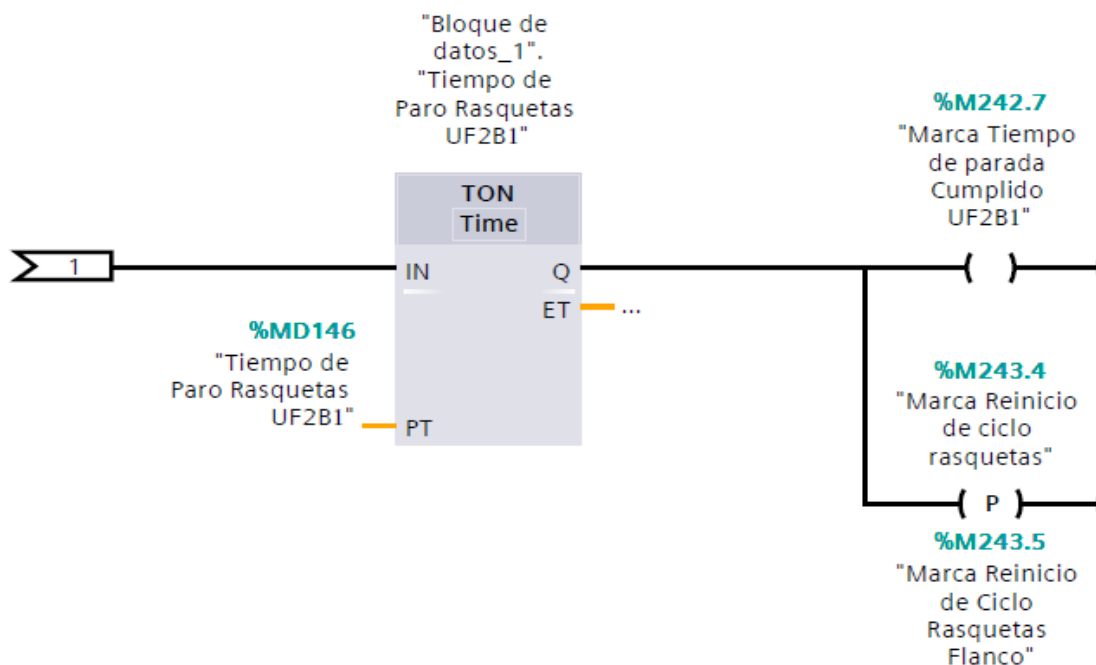 "Bloque de
datos_1".
"Tiempo de
Paro Rasquetas
UF2B1"
TON
Time
1
IN
Q
ET
...
%MD146
"Tiempo de
Paro Rasquetas
UF2B1"
PT
%M242.7
"Marca Tiempo
de parada
Cumplido
UF2B1"
( )
%M243.4
"Marca Reinicio
de ciclo
rasquetas"
( P )
%M243.5
"Marca Reinicio
de Ciclo
Rasquetas
Flanco"